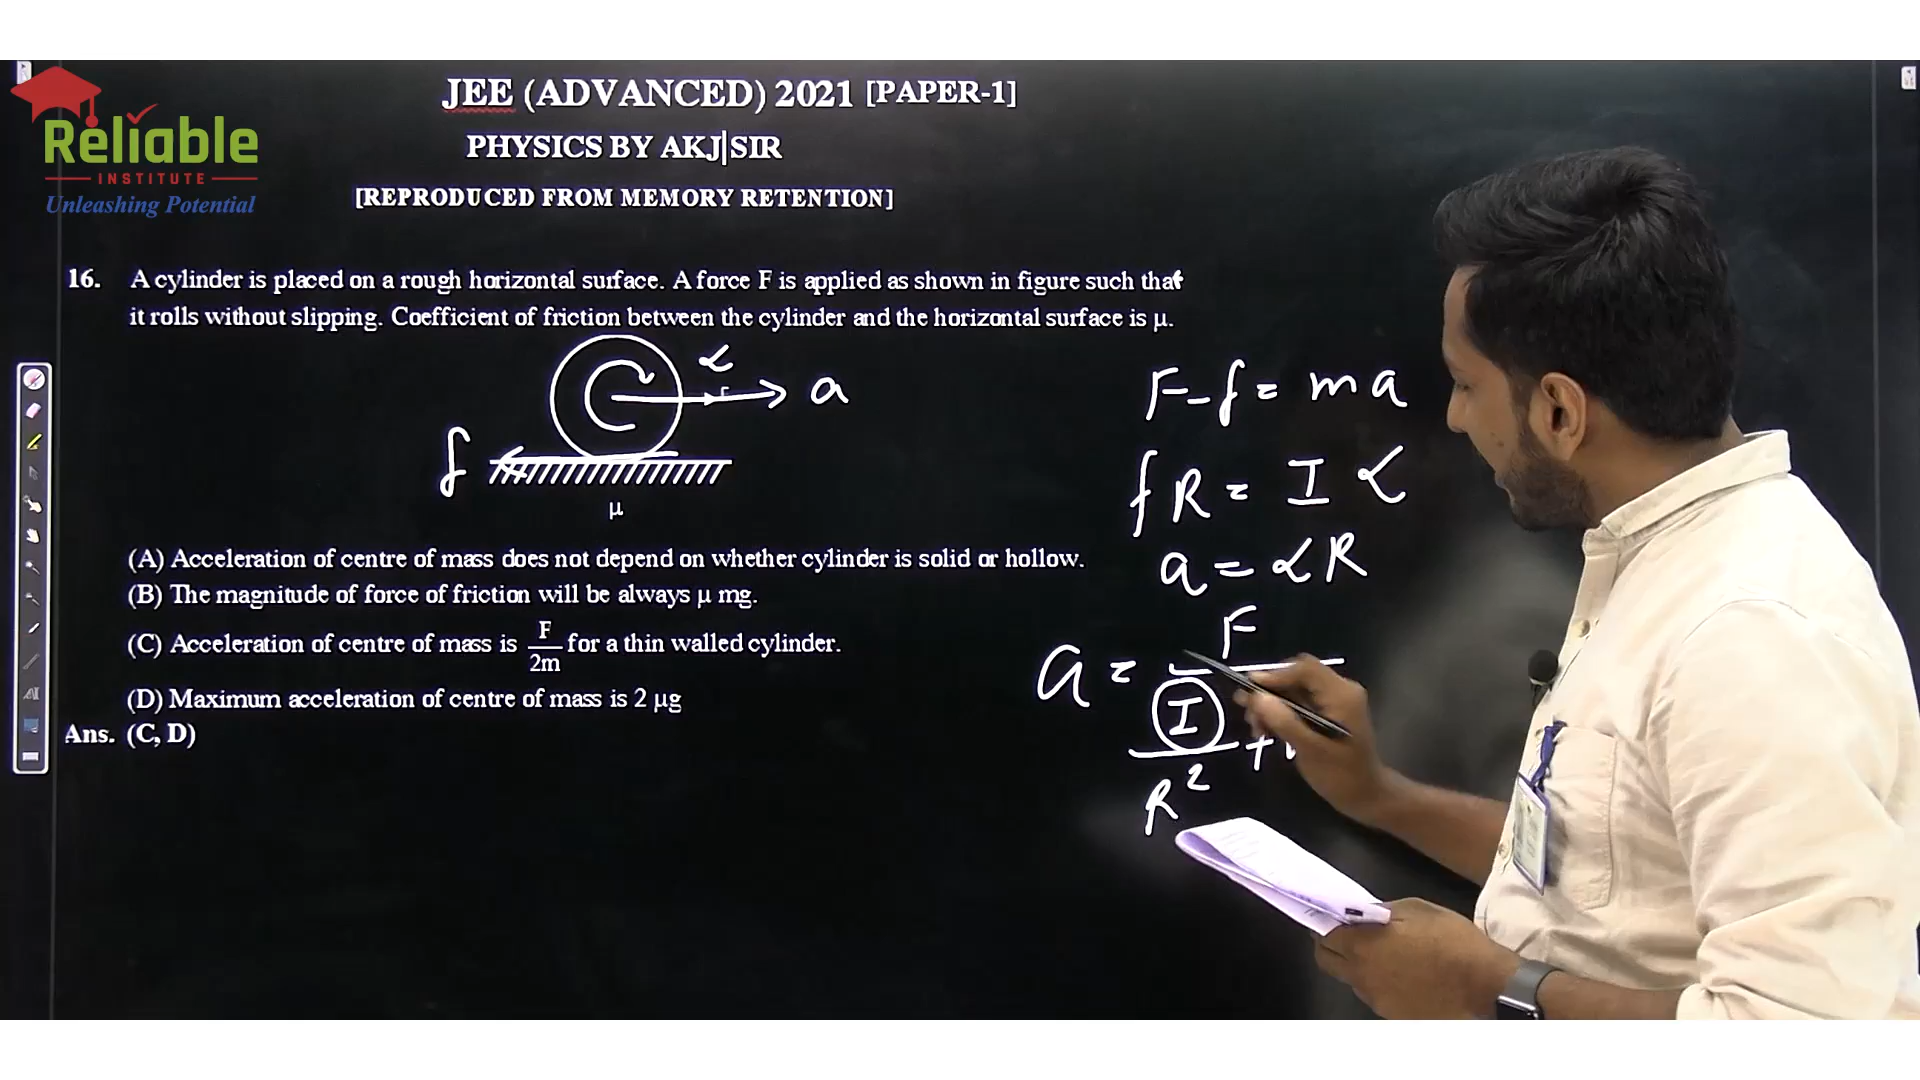 Reliable
INSTITUTE
Unleashing Potential
JEE (ADVANCED) 2021 [PAPER-1]
PHYSICS BY AKJ SIR
[REPRODUCED FROM MEMORY RETENTION]
16. A cylinder is placed on a rough horizontal surface. A force F is applied as shown in figure such that
it rolls without slipping. Coefficient of friction between the cylinder and the horizontal surface is μ.
α
a
f
μ
(A) Acceleration of centre of mass does not depend on whether cylinder is solid or hollow.
(B) The magnitude of force of friction will be always μ mg.
(C) Acceleration of centre of mass is F/2m for a thin walled cylinder.
(D) Maximum acceleration of centre of mass is 2 μg
Ans. (C, D)
F - f = ma
f R = I α
a = α R
a = F
I
R² +